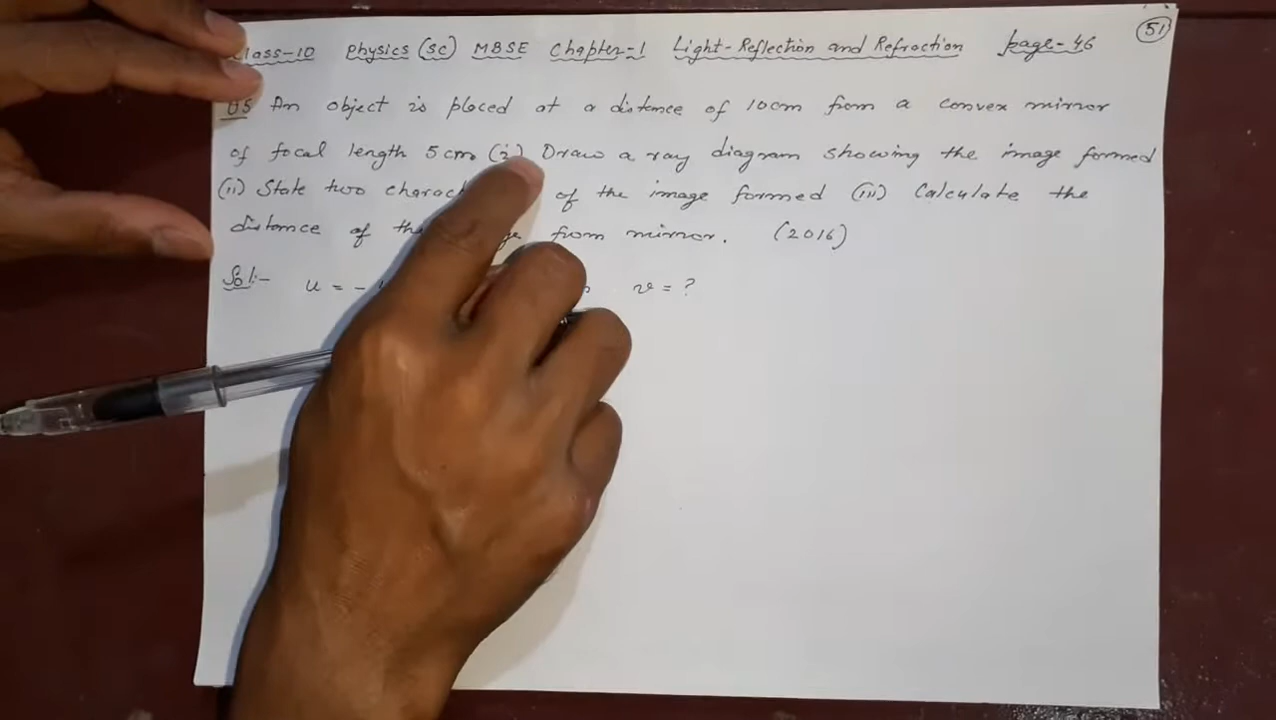 51
Class-10 Physics (SC) MBSE Chapter-1 Light-Reflection and Refraction page-46
05 An object is placed at a distance of 10cm from a convex mirror
of focal length 5cm (i) Draw a ray diagram showing the image formed
(ii) State two of the image formed (iii) Calculate the
distance of from mirror. (2016)
Sol:- u = - v = ?